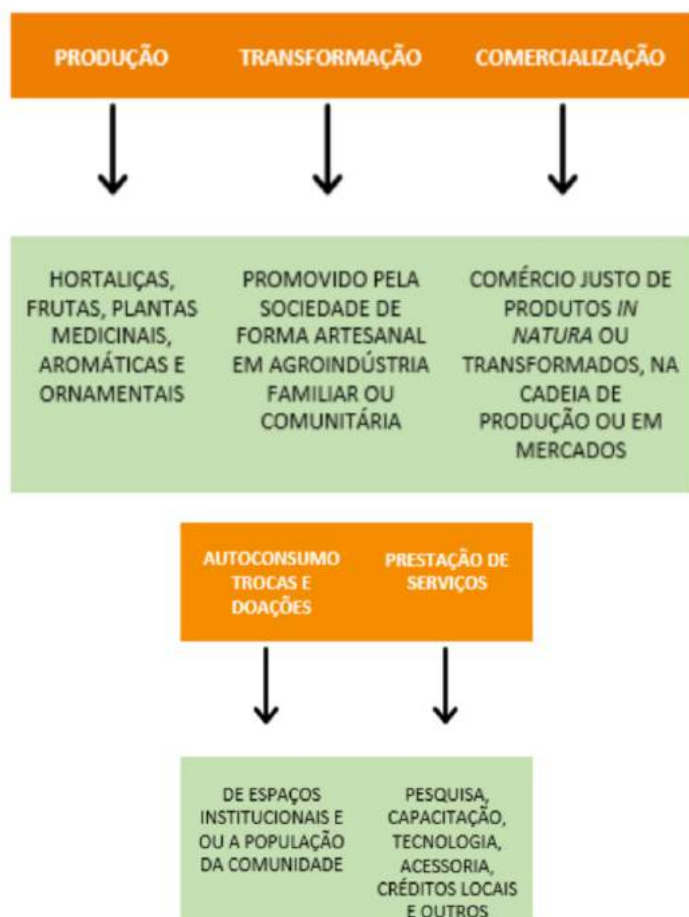 PRODUÇÃO
TRANSFORMAÇÃO
COMERCIALIZAÇÃO
HORTALIÇAS,
FRUTAS, PLANTAS
MEDICINAIS,
AROMÁTICAS E
ORNAMENTAIS
PROMOVIDO PELA
SOCIEDADE DE
FORMA ARTESANAL
EM AGROINDÚSTRIA
FAMILIAR OU
COMUNITÁRIA
COMÉRCIO JUSTO DE
PRODUTOS IN
NATURA OU
TRANSFORMADOS, NA
CADEIA DE
PRODUÇÃO OU EM
MERCADOS
AUTOCONSUMO
TROCAS E
DOAÇÕES
PRESTAÇÃO DE
SERVIÇOS
DE ESPAÇOS
INSTITUCIONAIS E
OU A POPULAÇÃO
DA COMUNIDADE
PESQUISA,
CAPACITAÇÃO,
TECNOLOGIA,
ACESSORIA,
CRÉDITOS LOCAIS
E OUTROS